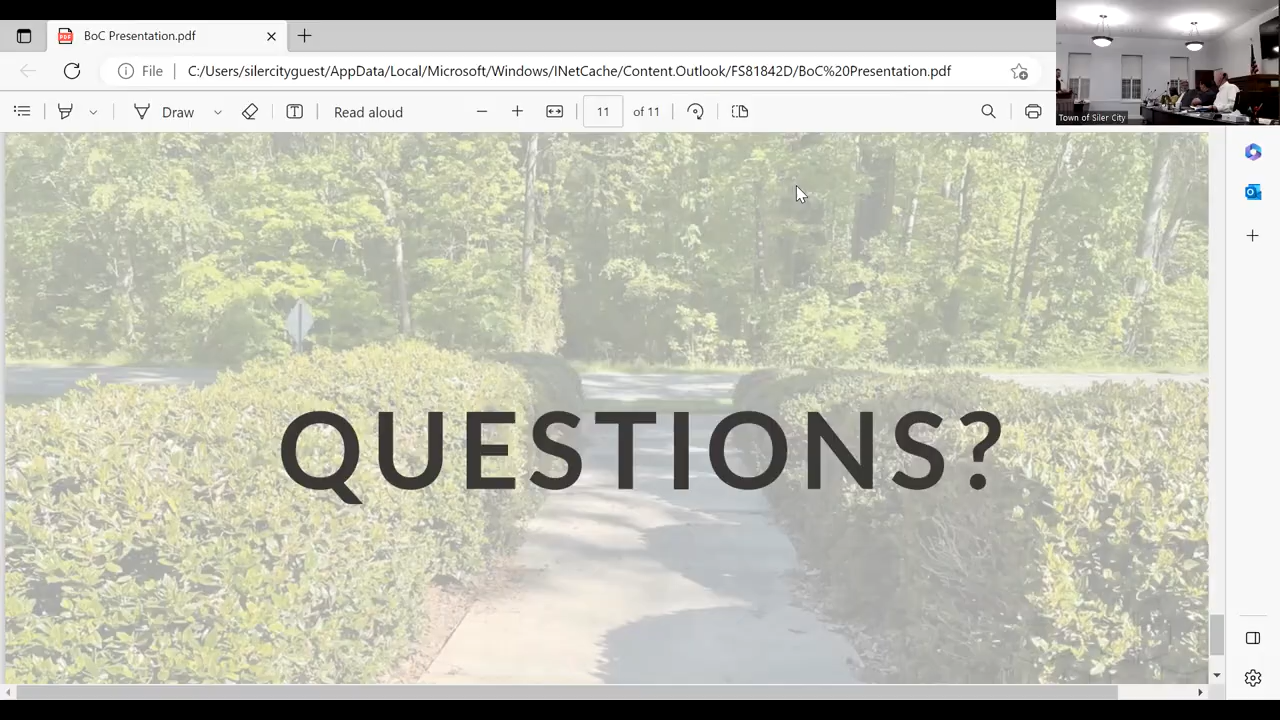 BoC Presentation.pdf
File
C:/Users/silercityguest/AppData/Local/Microsoft/Windows/INetCache/Content.Outlook/FS81842D/BoC%20Presentation.pdf
Draw
Read aloud
11
of 11
Town of Siler City
QUESTIONS?